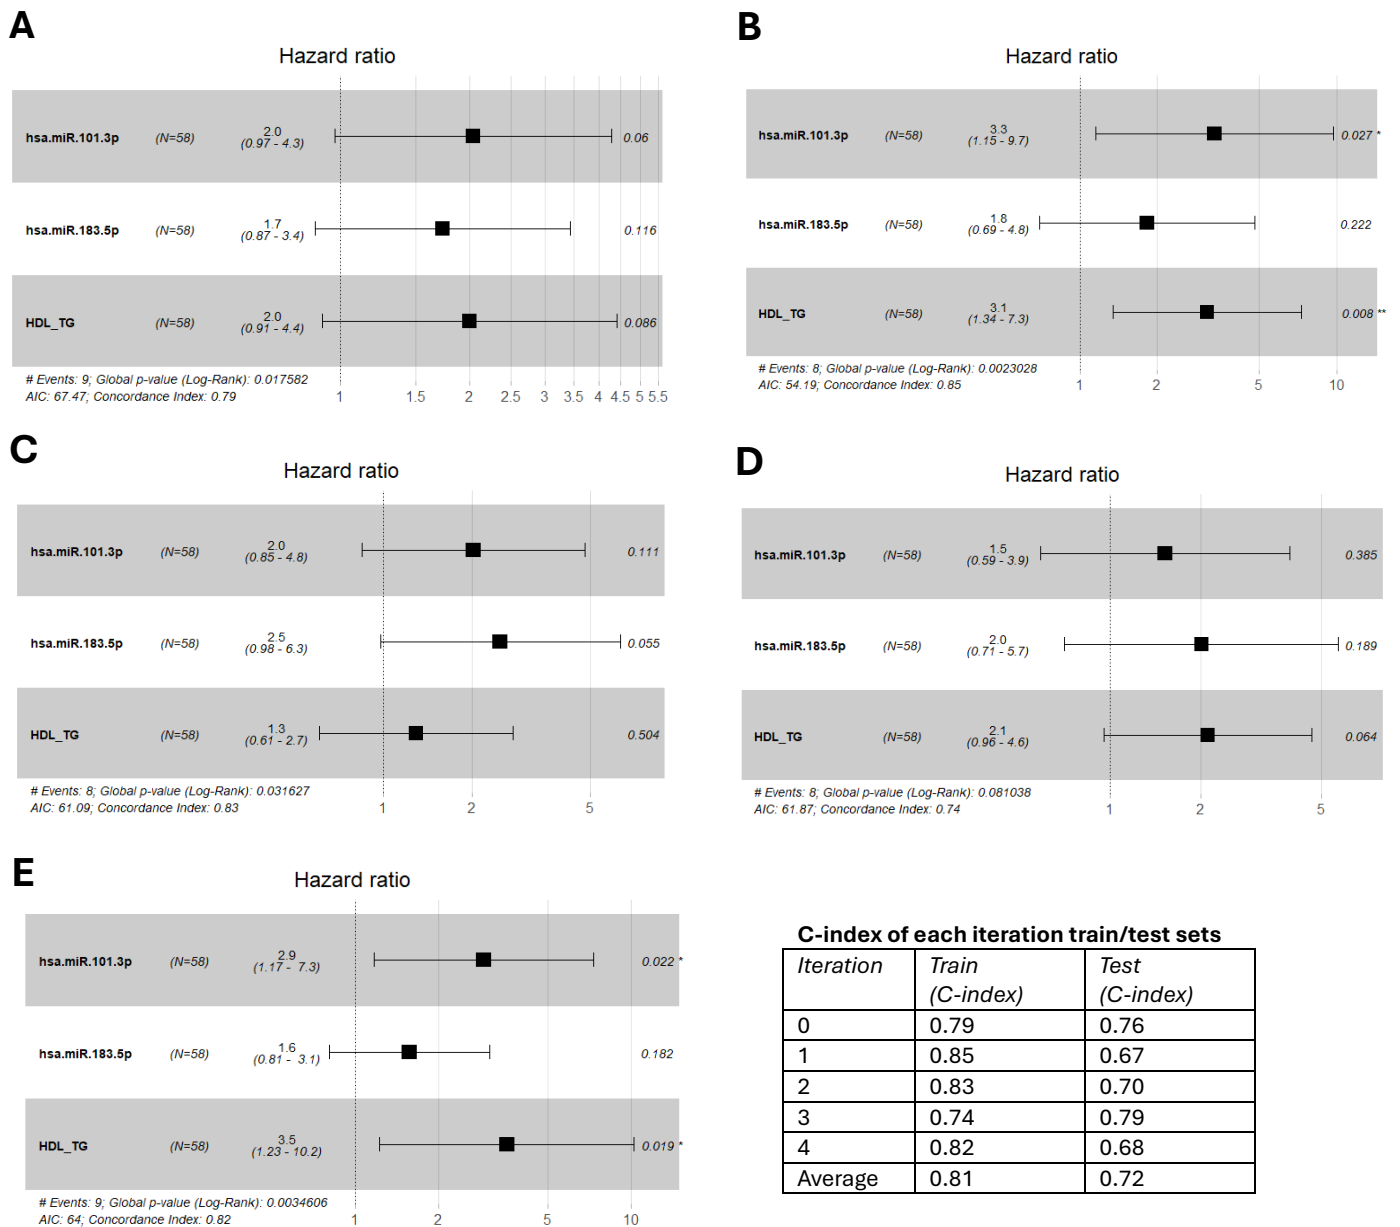 A
Hazard ratio
hsa.miR.101.3p (N=58) 2.0 (0.97 - 4.3) 0.06
hsa.miR.183.5p (N=58) 1.7 (0.87 - 3.4) 0.116
HDL_TG (N=58) 2.0 (0.91 - 4.4) 0.086
# Events: 9; Global p-value (Log-Rank): 0.017582
AIC: 67.47; Concordance Index: 0.79
1 1.5 2 2.5 3 3.5 4 4.5 5 5.5
B
Hazard ratio
hsa.miR.101.3p (N=58) 3.3 (1.15 - 9.7) 0.027 *
hsa.miR.183.5p (N=58) 1.8 (0.69 - 4.8) 0.222
HDL_TG (N=58) 3.1 (1.34 - 7.3) 0.008 **
# Events: 8; Global p-value (Log-Rank): 0.0023028
AIC: 54.19; Concordance Index: 0.85
1 2 5 10
C
Hazard ratio
hsa.miR.101.3p (N=58) 2.0 (0.85 - 4.8) 0.111
hsa.miR.183.5p (N=58) 2.5 (0.98 - 6.3) 0.055
HDL_TG (N=58) 1.3 (0.61 - 2.7) 0.504
# Events: 8; Global p-value (Log-Rank): 0.031627
AIC: 61.09; Concordance Index: 0.83
1 2 5
D
Hazard ratio
hsa.miR.101.3p (N=58) 1.5 (0.59 - 3.9) 0.385
hsa.miR.183.5p (N=58) 2.0 (0.71 - 5.7) 0.189
HDL_TG (N=58) 2.1 (0.96 - 4.6) 0.064
# Events: 8; Global p-value (Log-Rank): 0.081038
AIC: 61.87; Concordance Index: 0.74
1 2 5
E
Hazard ratio
hsa.miR.101.3p (N=58) 2.9 (1.17 - 7.3) 0.022 *
hsa.miR.183.5p (N=58) 1.6 (0.81 - 3.1) 0.182
HDL_TG (N=58) 3.5 (1.23 - 10.2) 0.019 *
# Events: 9; Global p-value (Log-Rank): 0.0034606
AIC: 64; Concordance Index: 0.82
1 2 5 10
C-index of each iteration train/test sets
Iteration Train (C-index) Test (C-index)
0 0.79 0.76
1 0.85 0.67
2 0.83 0.70
3 0.74 0.79
4 0.82 0.68
Average 0.81 0.72